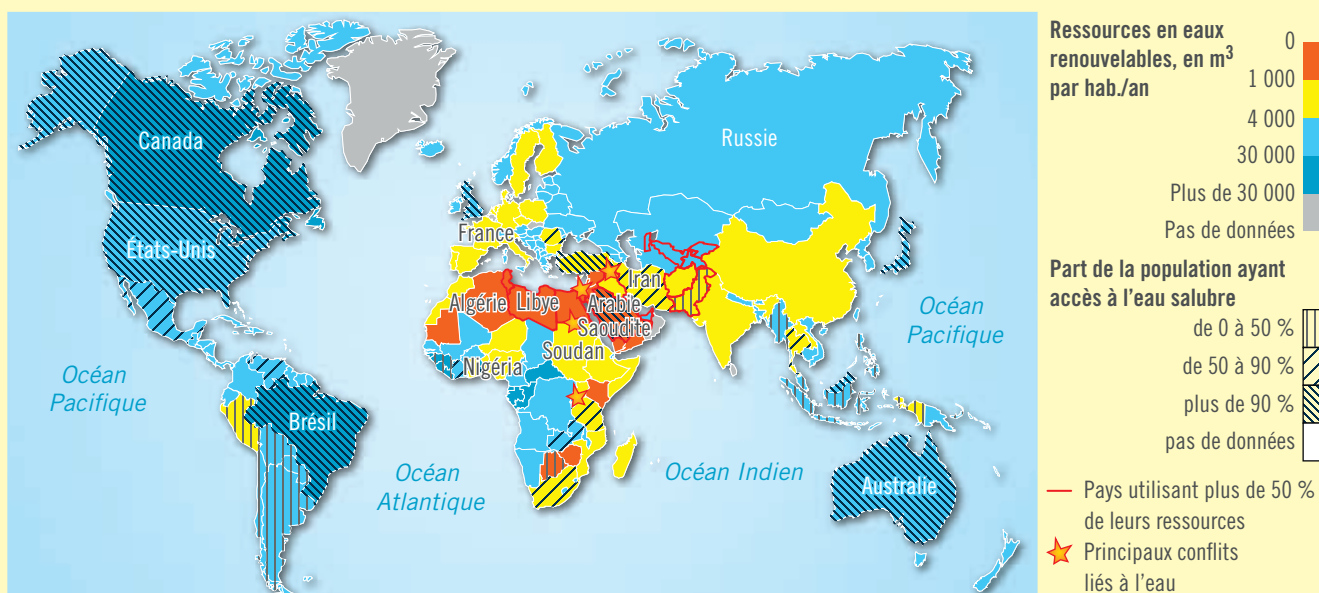 Canada
États-Unis
Brésil
Russie
France
Algérie
Libye
Nigéria
Soudan
Arabie
Saoudite
Iran
Australie
Océan
Pacifique
Océan
Atlantique
Océan Indien
Océan
Pacifique
Ressources en eaux
renouvelables, en m³
par hab./an
0
1 000
4 000
30 000
Plus de 30 000
Pas de données
Part de la population ayant
accès à l'eau salubre
de 0 à 50 %
de 50 à 90 %
plus de 90 %
pas de données
Pays utilisant plus de 50 %
de leurs ressources
Principaux conflits
liés à l'eau